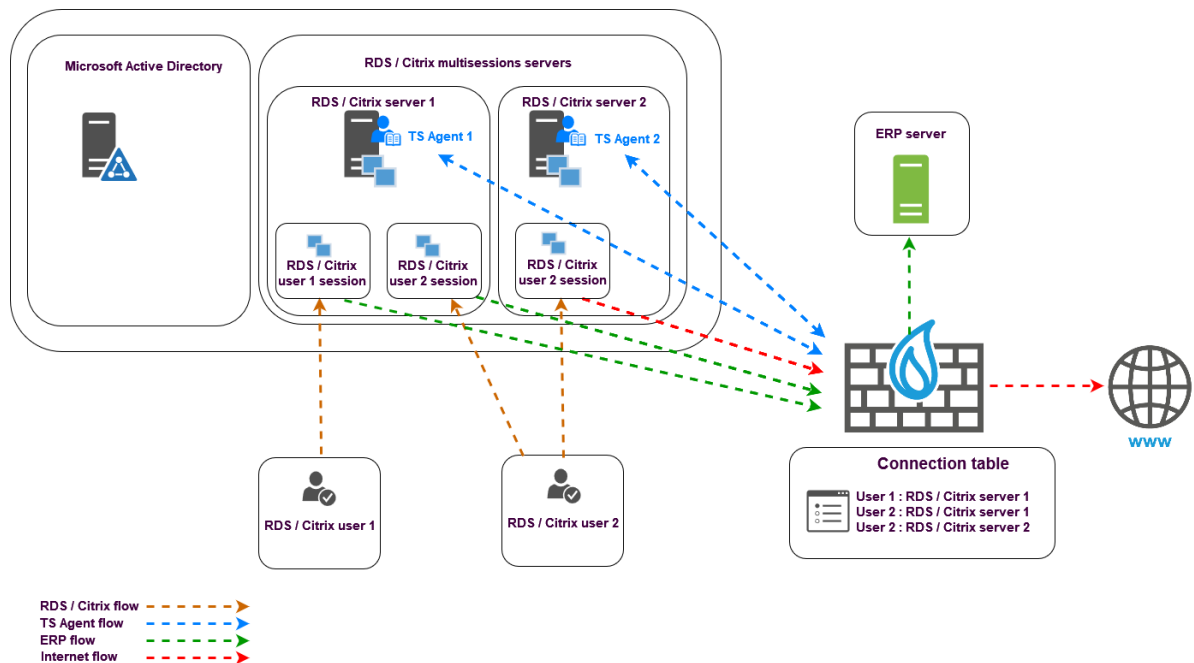 Microsoft Active Directory
RDS / Citrix multisessions servers
RDS / Citrix server 1
TS Agent 1
RDS / Citrix server 2
TS Agent 2
RDS / Citrix
user 1 session
RDS / Citrix
user 2 session
RDS / Citrix
user 2 session
ERP server
www
Connection table
User 1 : RDS / Citrix server 1
User 2 : RDS / Citrix server 1
User 2 : RDS / Citrix server 2
RDS / Citrix user 1
RDS / Citrix user 2
RDS / Citrix flow
TS Agent flow
ERP flow
Internet flow